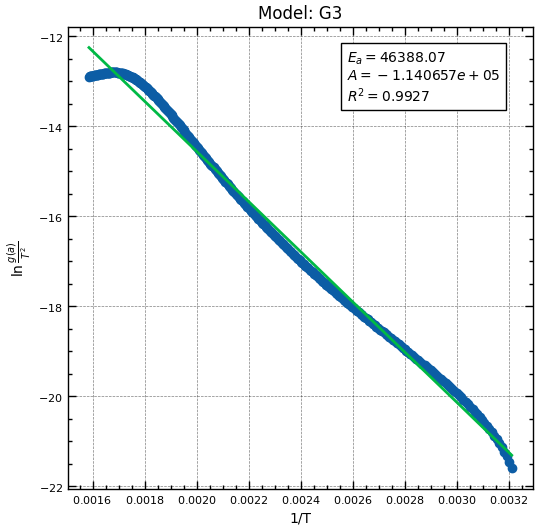 Model: G3
E_a = 46388.07
A = −1.140657e + 05
R^2 = 0.9927
−12
−14
−16
−18
−20
−22
ln g(a)/T^2
0.0016 0.0018 0.0020 0.0022 0.0024 0.0026 0.0028 0.0030 0.0032
1/T